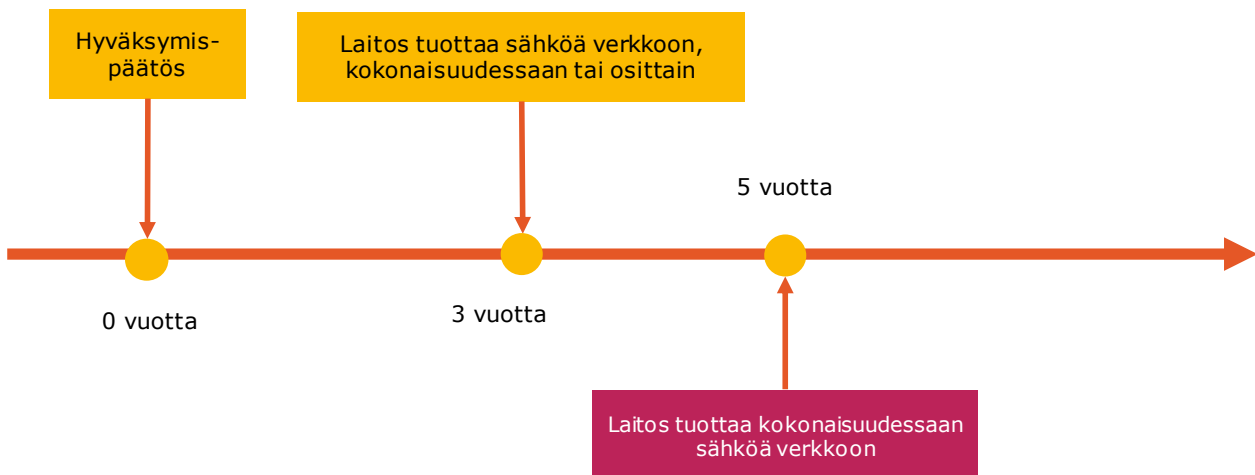 Hyväksymis-
päätös
Laitos tuottaa sähköä verkkoon,
kokonaisuudessaan tai osittain
5 vuotta
0 vuotta
3 vuotta
Laitos tuottaa kokonaisuudessaan
sähköä verkkoon